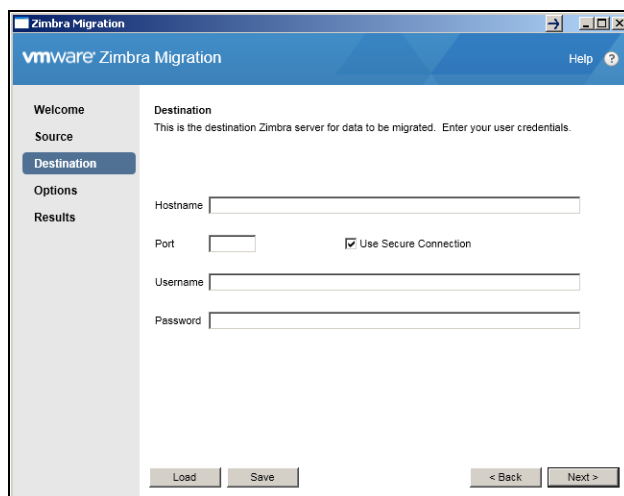 Zimbra Migration
vmware® Zimbra Migration
Help ?
Welcome
Source
Destination
Options
Results
Destination
This is the destination Zimbra server for data to be migrated. Enter your user credentials.
Hostname
Port
Use Secure Connection
Username
Password
Load
Save
< Back
Next >